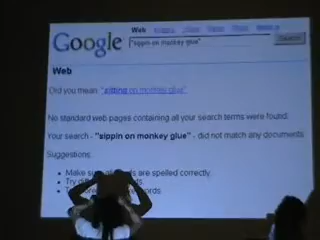 Web
Google
"sippin on monkey glue"
Search
Web
Did you mean: "sitting on monkey glue"
No standard web pages containing all your search terms were found.
Your search - "sippin on monkey glue" - did not match any documents
Suggestions:
are spelled correctly.